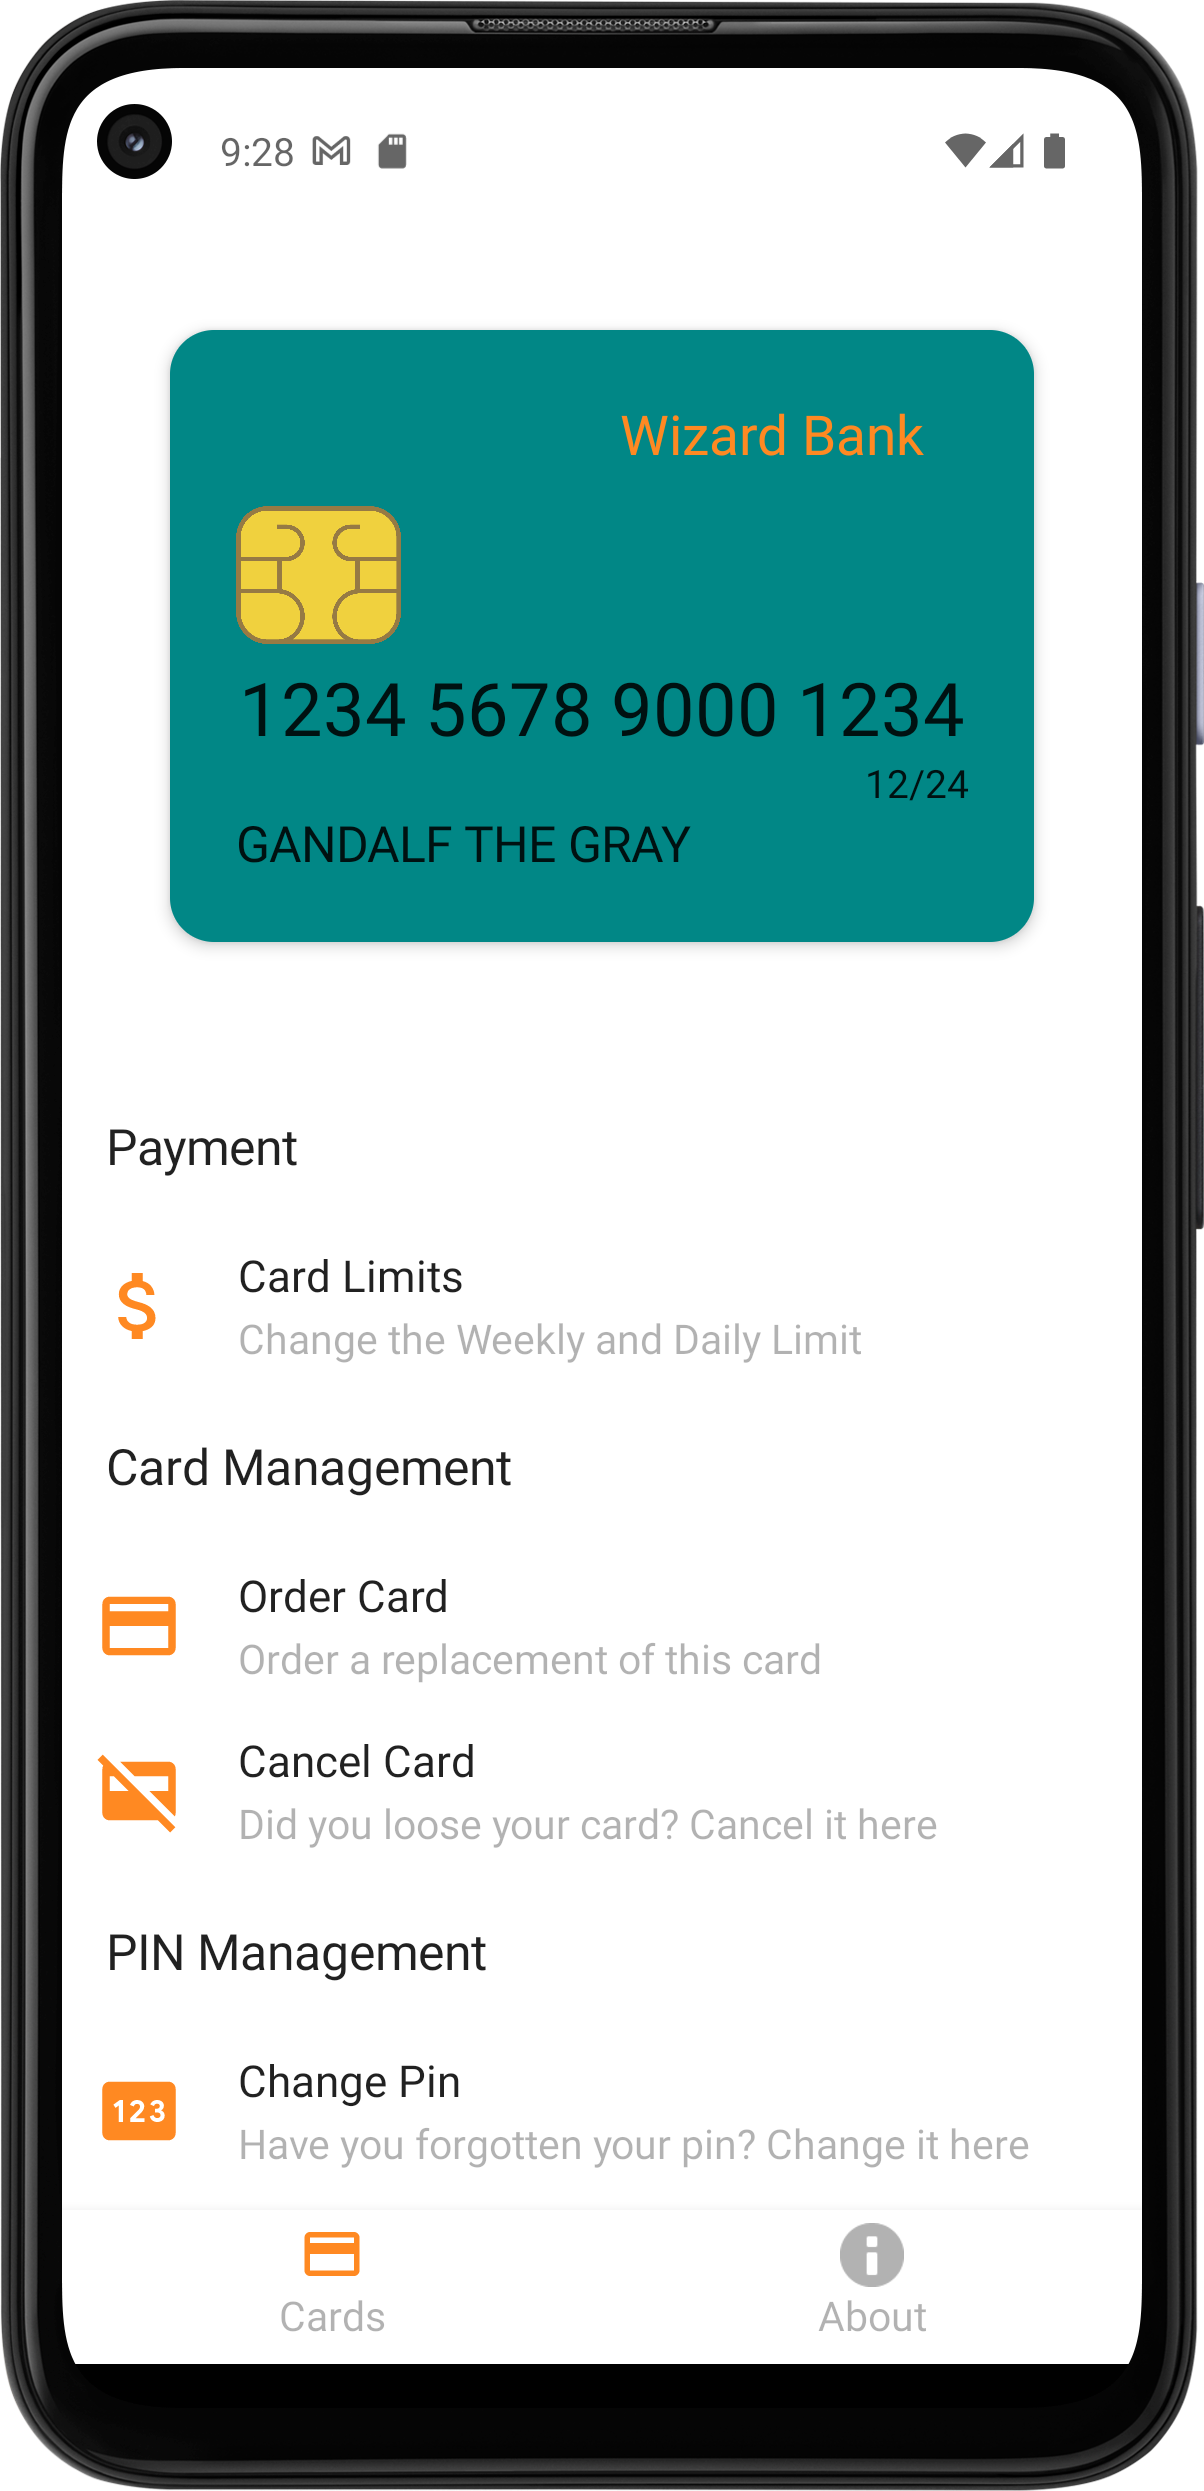 9:28
Wizard Bank
1234 5678 9000 1234
12/24
GANDALF THE GRAY
Payment
Card Limits
Change the Weekly and Daily Limit
Card Management
Order Card
Order a replacement of this card
Cancel Card
Did you loose your card? Cancel it here
PIN Management
Change Pin
123
Have you forgotten your pin? Change it here
Cards
About